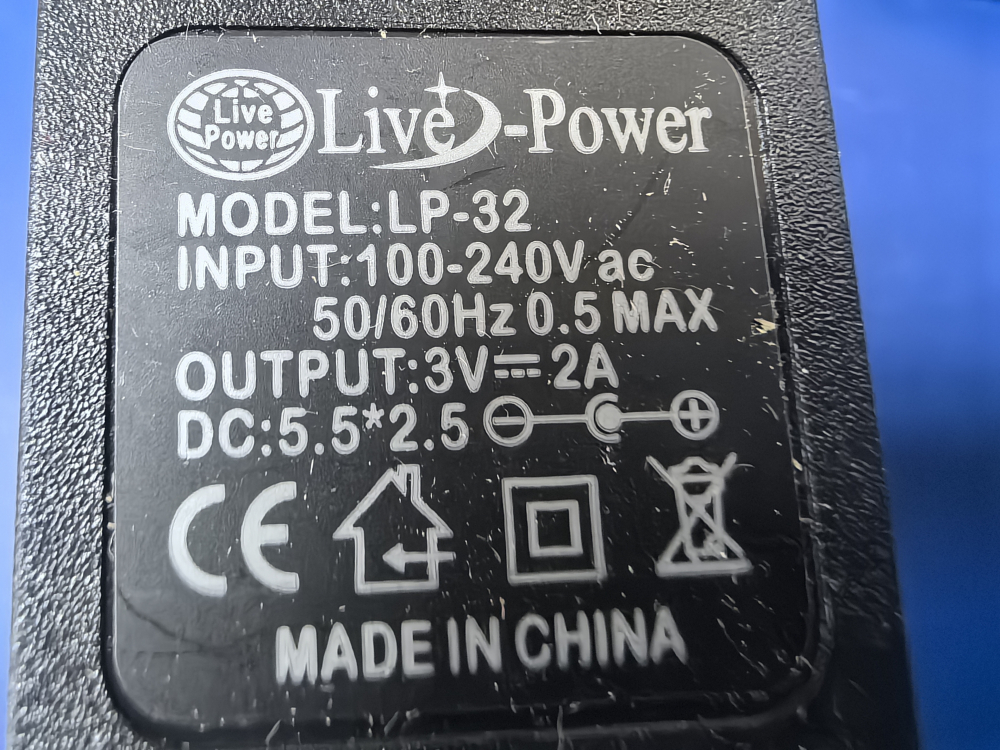 Live
Power
Live-Power
MODEL:LP-32
INPUT:100-240V ac
50/60Hz 0.5 MAX
OUTPUT:3V⎓2A
DC:5.5*2.5 - +
CE
MADE IN CHINA